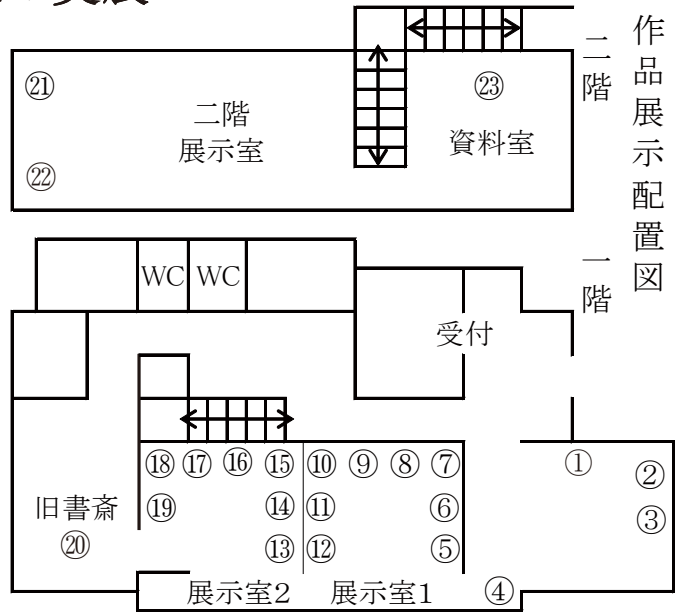 作品展示配置図
二階
㉑
㉓
二階
展示室
資料室
㉒
一階
WC WC
受付
⑱ ⑰ ⑯ ⑮ ⑩ ⑨ ⑧ ⑦ ① ②
⑲ ⑭ ⑪ ⑥ ③
旧書斎
⑳ ⑬ ⑫ ⑤
展示室2 展示室1 ④